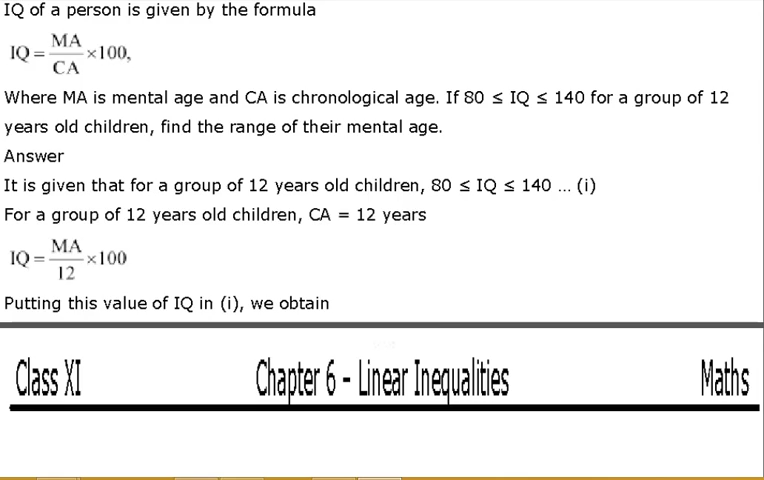 IQ of a person is given by the formula
IQ = MA/CA × 100,
Where MA is mental age and CA is chronological age. If 80 ≤ IQ ≤ 140 for a group of 12
years old children, find the range of their mental age.
Answer
It is given that for a group of 12 years old children, 80 ≤ IQ ≤ 140 … (i)
For a group of 12 years old children, CA = 12 years
IQ = MA/12 × 100
Putting this value of IQ in (i), we obtain
Class XI Chapter 6 – Linear Inequalities Maths